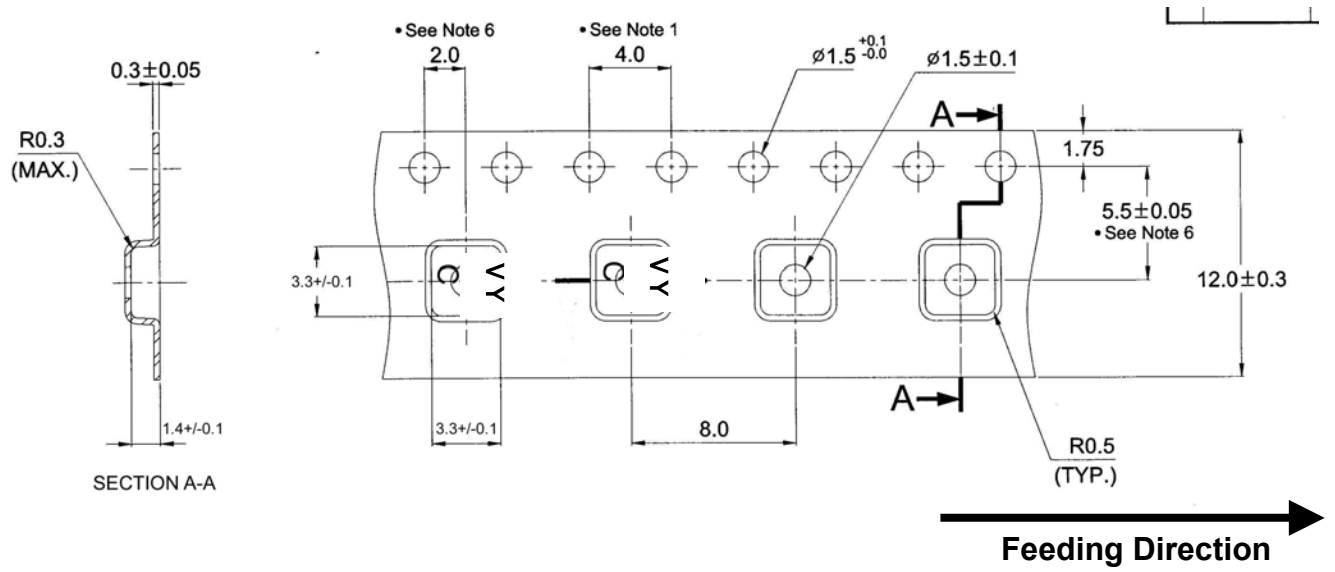 • See Note 6
2.0
• See Note 1
4.0
ø1.5 +0.1 -0.0
ø1.5±0.1
0.3±0.05
R0.3
(MAX.)
A
1.75
5.5±0.05
• See Note 6
12.0±0.3
3.3+/-0.1
C V Y
C V Y
1.4+/-0.1
3.3+/-0.1
8.0
A
R0.5
(TYP.)
SECTION A-A
Feeding Direction